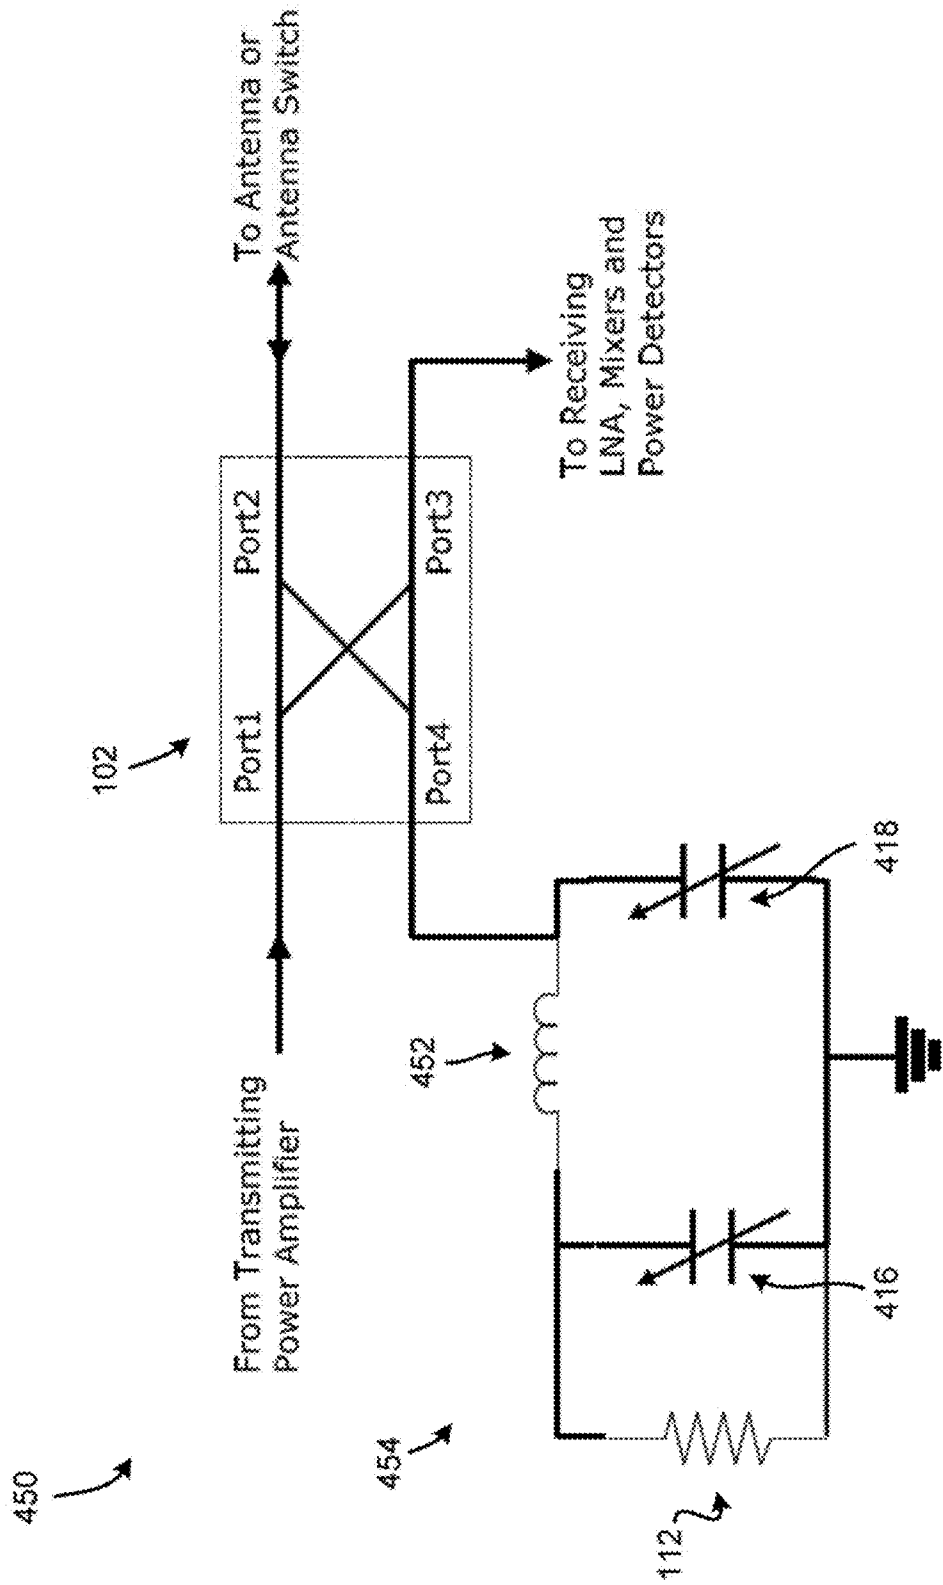 450
102
From Transmitting
Power Amplifier
Port1
Port2
To Antenna or
Antenna Switch
454
452
Port4
Port3
To Receiving
LNA, Mixers and
Power Detectors
112
416
418